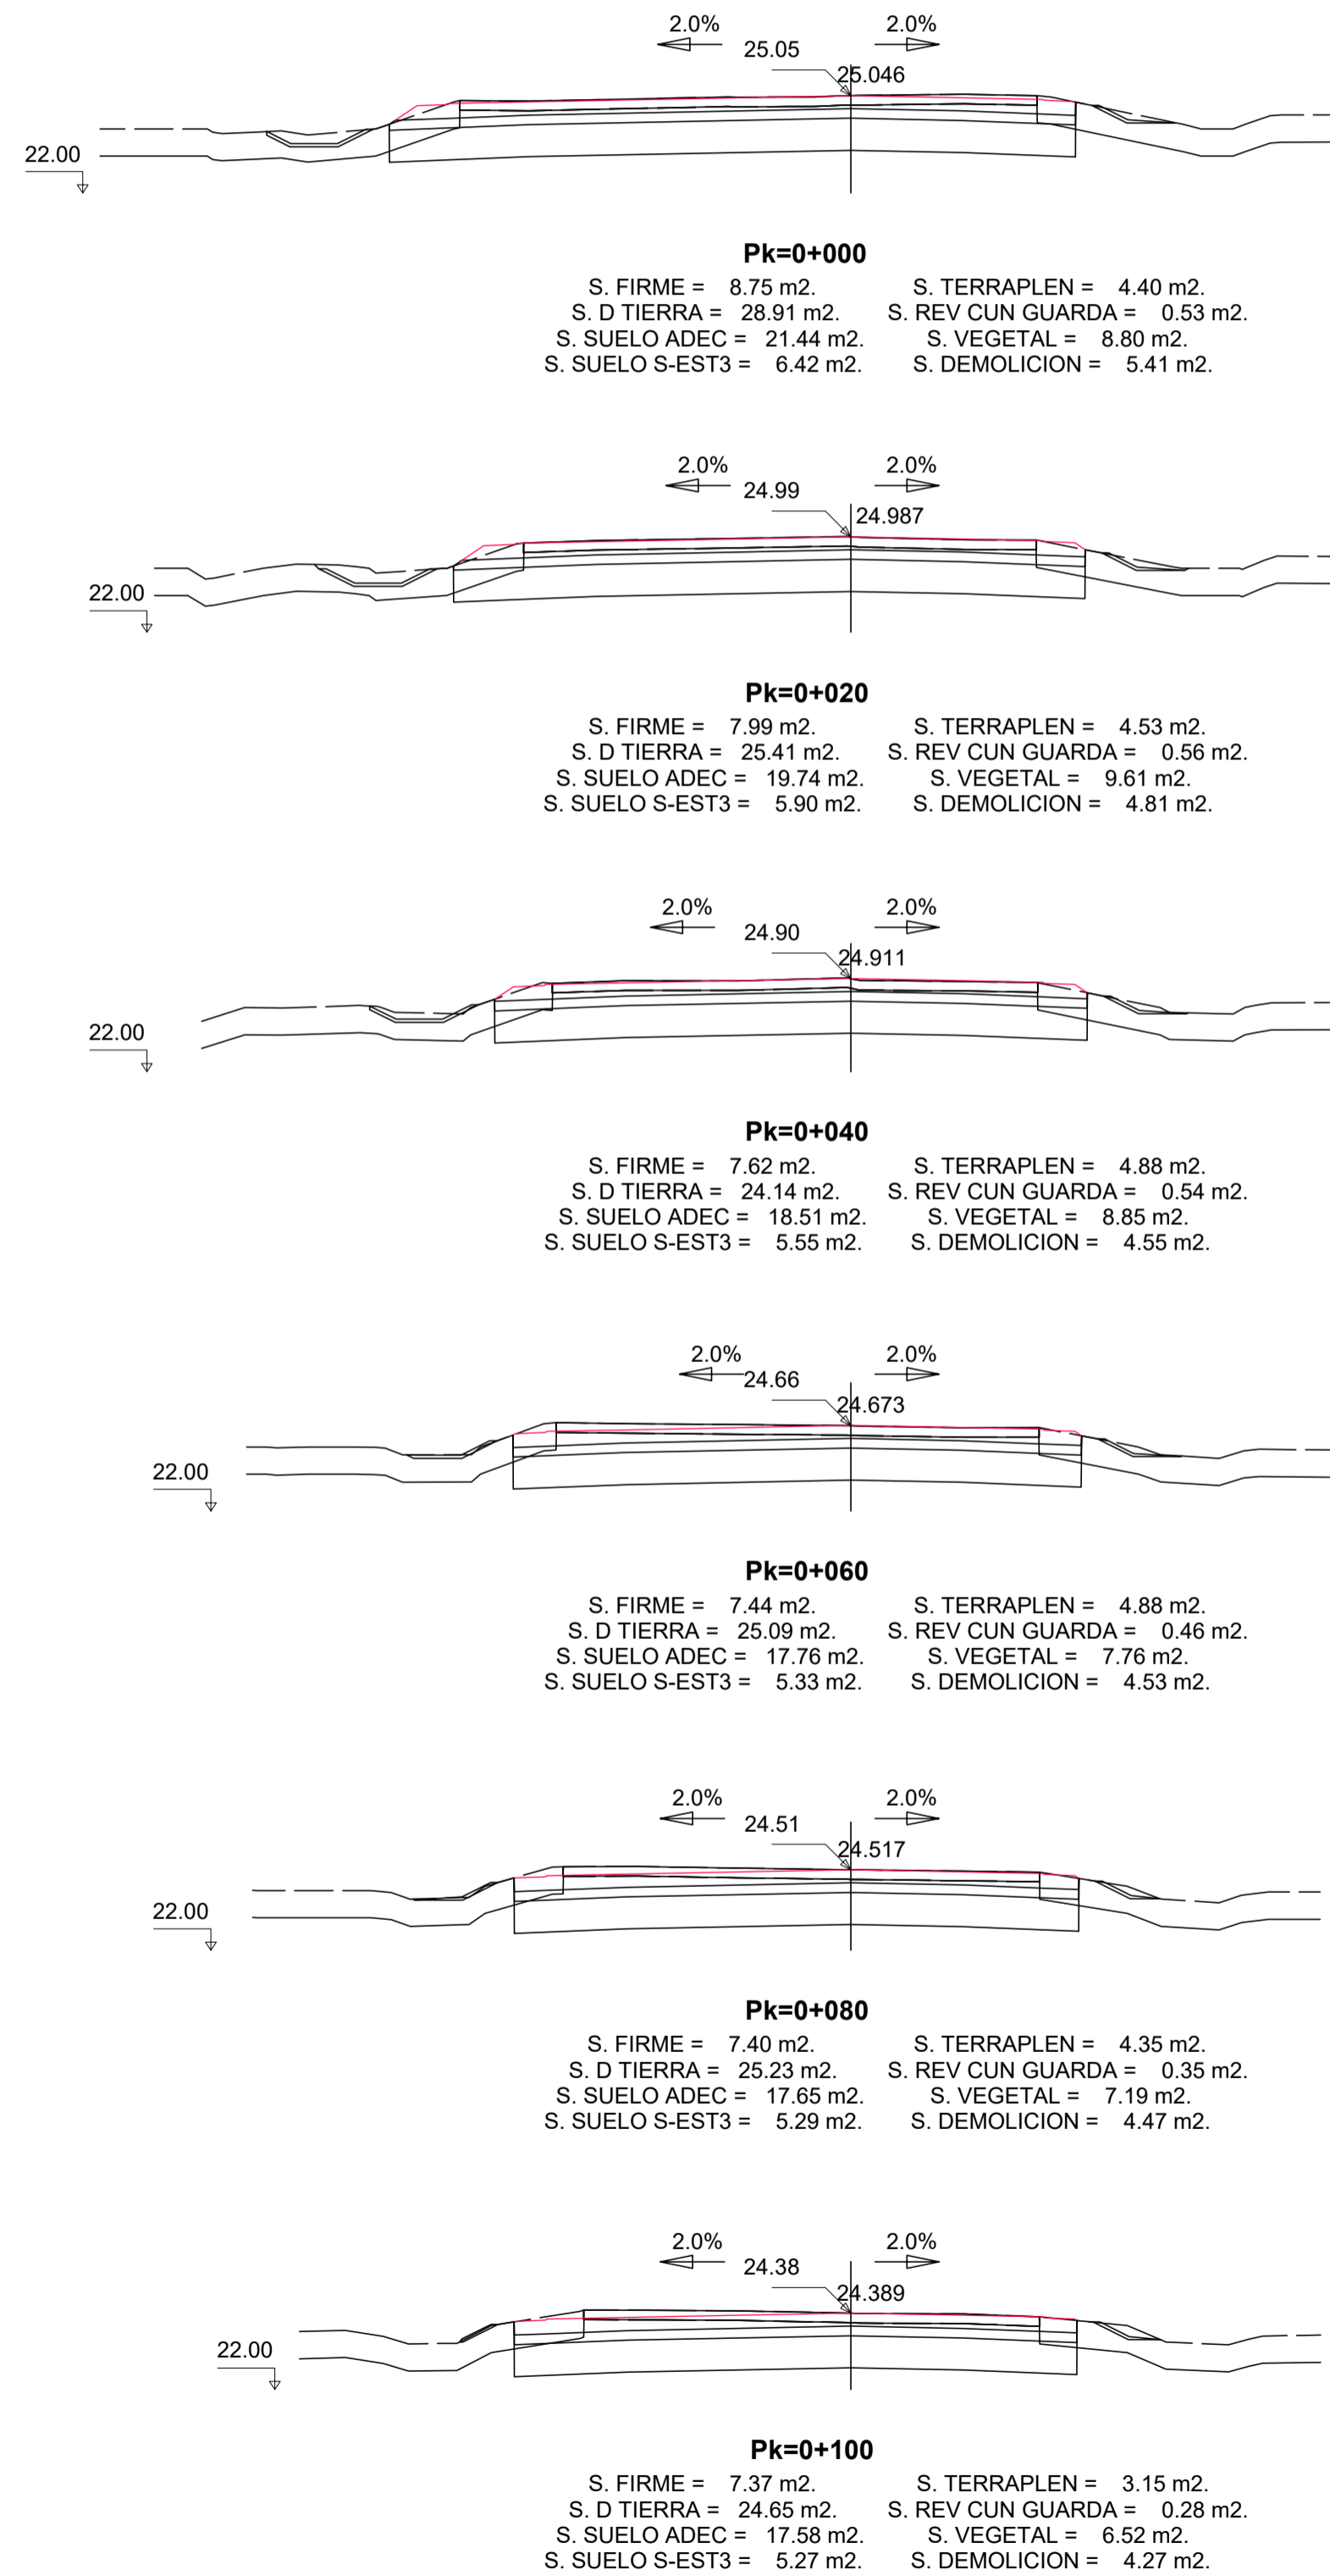 2.0% 2.0%
25.05
25.046
22.00
Pk=0+000
S. FIRME = 8.75 m2. S. TERRAPLEN = 4.40 m2.
S. D TIERRA = 28.91 m2. S. REV CUN GUARDA = 0.53 m2.
S. SUELO ADEC = 21.44 m2. S. VEGETAL = 8.80 m2.
S. SUELO S-EST3 = 6.42 m2. S. DEMOLICION = 5.41 m2.
2.0% 2.0%
24.99
24.987
22.00
Pk=0+020
S. FIRME = 7.99 m2. S. TERRAPLEN = 4.53 m2.
S. D TIERRA = 25.41 m2. S. REV CUN GUARDA = 0.56 m2.
S. SUELO ADEC = 19.74 m2. S. VEGETAL = 9.61 m2.
S. SUELO S-EST3 = 5.90 m2. S. DEMOLICION = 4.81 m2.
2.0% 2.0%
24.90
24.911
22.00
Pk=0+040
S. FIRME = 7.62 m2. S. TERRAPLEN = 4.88 m2.
S. D TIERRA = 24.14 m2. S. REV CUN GUARDA = 0.54 m2.
S. SUELO ADEC = 18.51 m2. S. VEGETAL = 8.85 m2.
S. SUELO S-EST3 = 5.55 m2. S. DEMOLICION = 4.55 m2.
2.0% 2.0%
24.66
24.673
22.00
Pk=0+060
S. FIRME = 7.44 m2. S. TERRAPLEN = 4.88 m2.
S. D TIERRA = 25.09 m2. S. REV CUN GUARDA = 0.46 m2.
S. SUELO ADEC = 17.76 m2. S. VEGETAL = 7.76 m2.
S. SUELO S-EST3 = 5.33 m2. S. DEMOLICION = 4.53 m2.
2.0% 2.0%
24.51
24.517
22.00
Pk=0+080
S. FIRME = 7.40 m2. S. TERRAPLEN = 4.35 m2.
S. D TIERRA = 25.23 m2. S. REV CUN GUARDA = 0.35 m2.
S. SUELO ADEC = 17.65 m2. S. VEGETAL = 7.19 m2.
S. SUELO S-EST3 = 5.29 m2. S. DEMOLICION = 4.47 m2.
2.0% 2.0%
24.38
24.389
22.00
Pk=0+100
S. FIRME = 7.37 m2. S. TERRAPLEN = 3.15 m2.
S. D TIERRA = 24.65 m2. S. REV CUN GUARDA = 0.28 m2.
S. SUELO ADEC = 17.58 m2. S. VEGETAL = 6.52 m2.
S. SUELO S-EST3 = 5.27 m2. S. DEMOLICION = 4.27 m2.